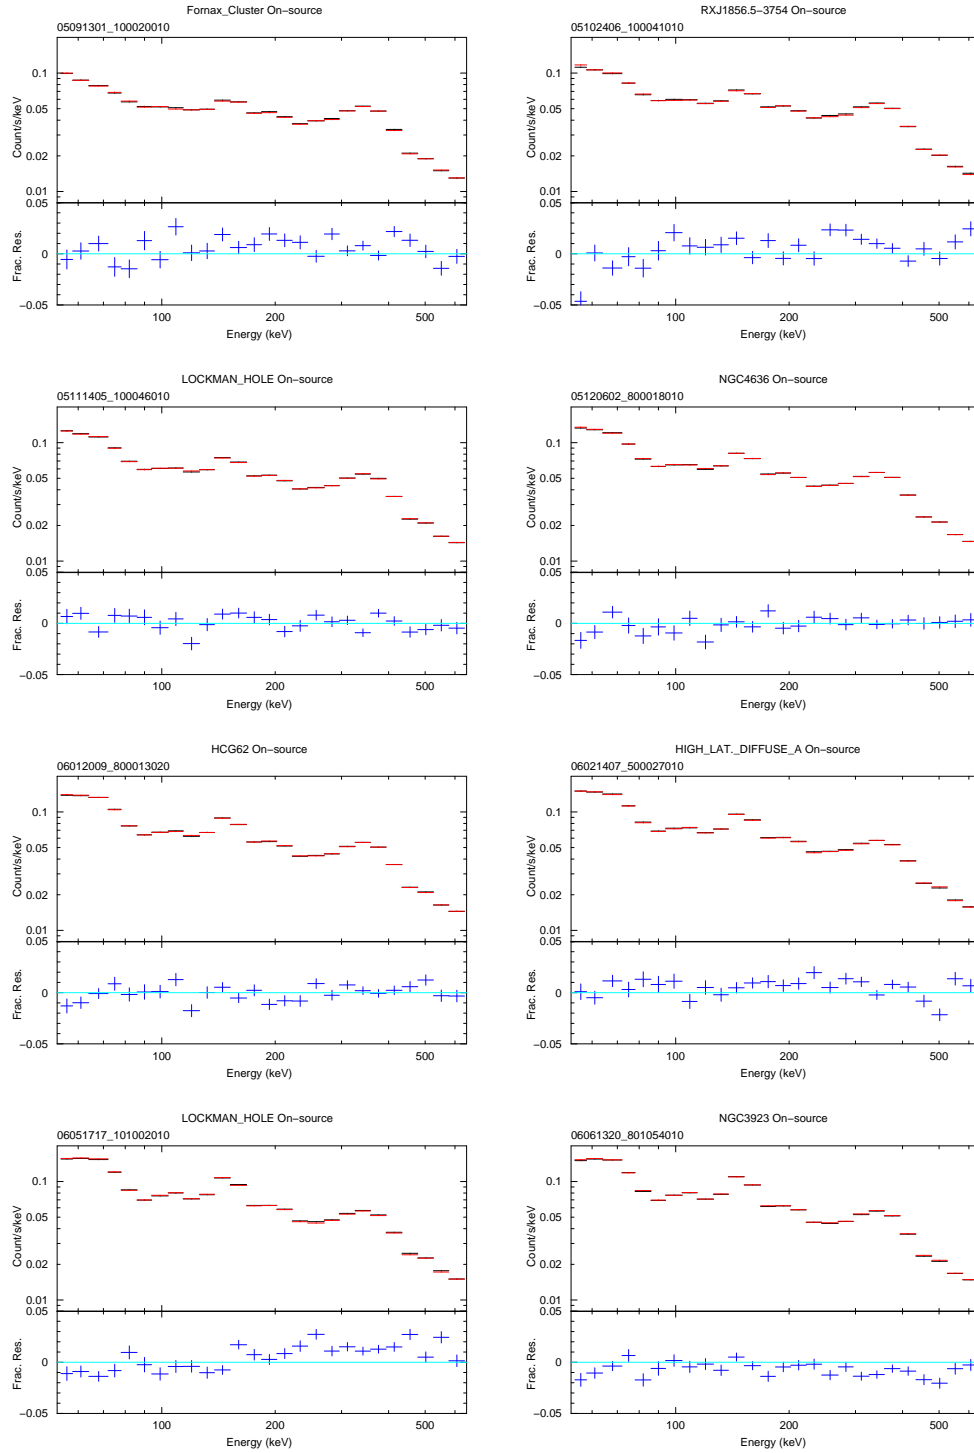 Fornax_Cluster On−source
05091301_100020010
0.1
0.05
0.02
0.01
Count/s/keV
0.05
0
−0.05
Frac. Res.
100
200
500
Energy (keV)
RXJ1856.5−3754 On−source
05102406_100041010
0.1
0.05
0.02
0.01
Count/s/keV
0.05
0
−0.05
Frac. Res.
100
200
500
Energy (keV)
LOCKMAN_HOLE On−source
05111405_100046010
0.1
0.05
0.02
0.01
Count/s/keV
0.05
0
−0.05
Frac. Res.
100
200
500
Energy (keV)
NGC4636 On−source
05120602_800018010
0.1
0.05
0.02
0.01
Count/s/keV
0.05
0
−0.05
Frac. Res.
100
200
500
Energy (keV)
HCG62 On−source
06012009_800013020
0.1
0.05
0.02
0.01
Count/s/keV
0.05
0
−0.05
Frac. Res.
100
200
500
Energy (keV)
HIGH_LAT._DIFFUSE_A On−source
06021407_500027010
0.1
0.05
0.02
0.01
Count/s/keV
0.05
0
−0.05
Frac. Res.
100
200
500
Energy (keV)
LOCKMAN_HOLE On−source
06051717_101002010
0.1
0.05
0.02
0.01
Count/s/keV
0.05
0
−0.05
Frac. Res.
100
200
500
Energy (keV)
NGC3923 On−source
06061320_801054010
0.1
0.05
0.02
0.01
Count/s/keV
0.05
0
−0.05
Frac. Res.
100
200
500
Energy (keV)